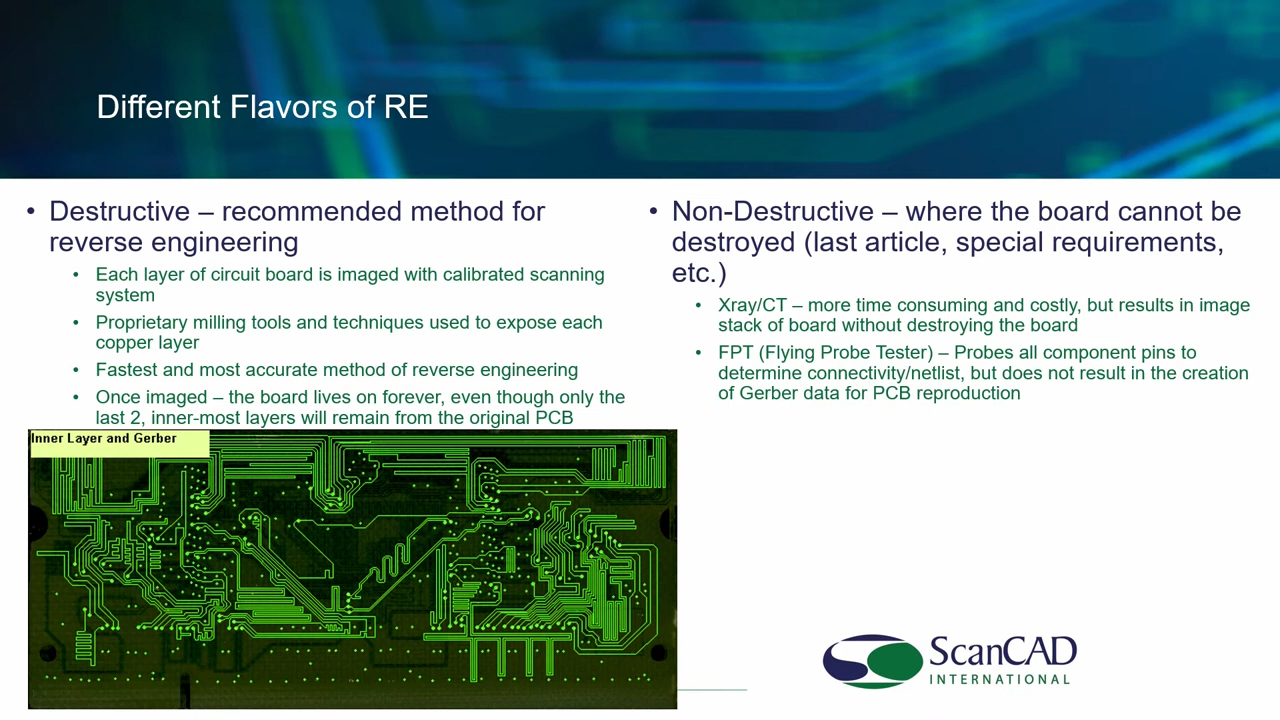 Different Flavors of RE
• Destructive – recommended method for
reverse engineering
• Each layer of circuit board is imaged with calibrated scanning
system
• Proprietary milling tools and techniques used to expose each
copper layer
• Fastest and most accurate method of reverse engineering
• Once imaged – the board lives on forever, even though only the
last 2, inner-most layers will remain from the original PCB
Inner Layer and Gerber
• Non-Destructive – where the board cannot be
destroyed (last article, special requirements,
etc.)
• Xray/CT – more time consuming and costly, but results in image
stack of board without destroying the board
• FPT (Flying Probe Tester) – Probes all component pins to
determine connectivity/netlist, but does not result in the creation
of Gerber data for PCB reproduction
ScanCAD
INTERNATIONAL